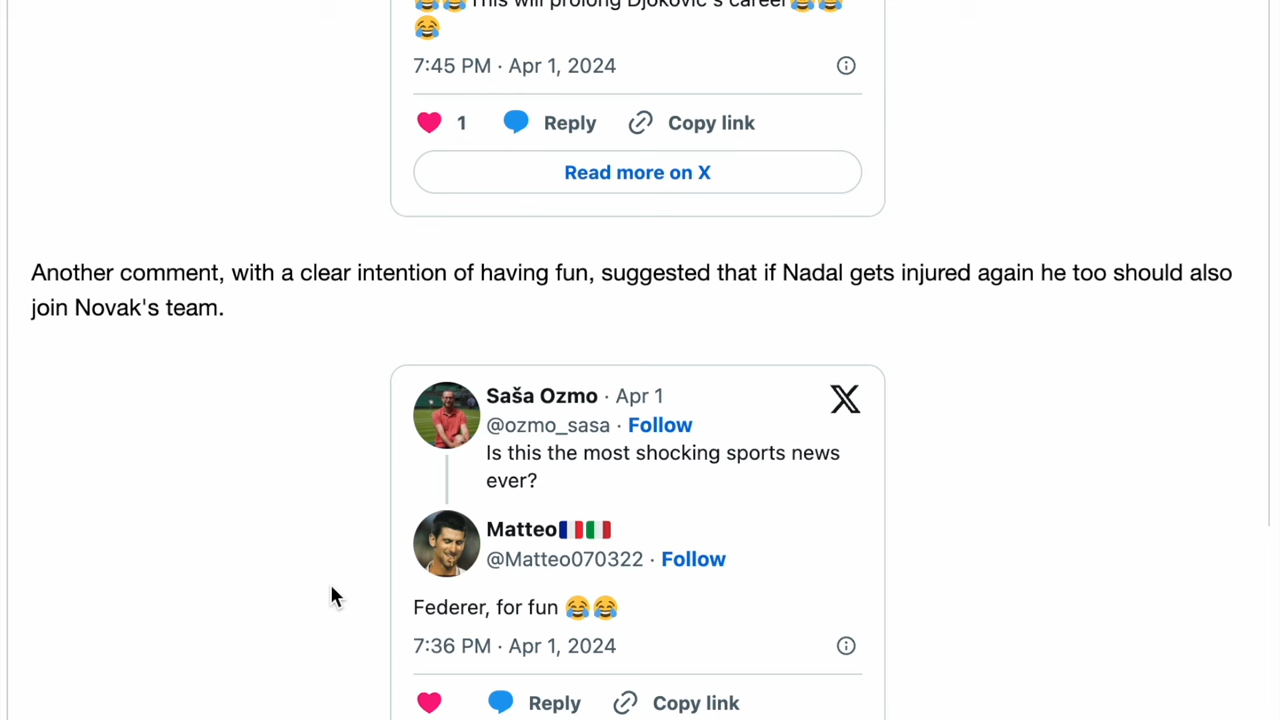 😂😂This will prolong Djokovic's career😂😂
😂
7:45 PM · Apr 1, 2024
1 Reply Copy link
Read more on X
Another comment, with a clear intention of having fun, suggested that if Nadal gets injured again he too should also
join Novak's team.
Saša Ozmo · Apr 1
@ozmo_sasa · Follow
Is this the most shocking sports news
ever?
Matteo🇫🇷🇮🇹
@Matteo070322 · Follow
Federer, for fun 😂😂
7:36 PM · Apr 1, 2024
Reply Copy link